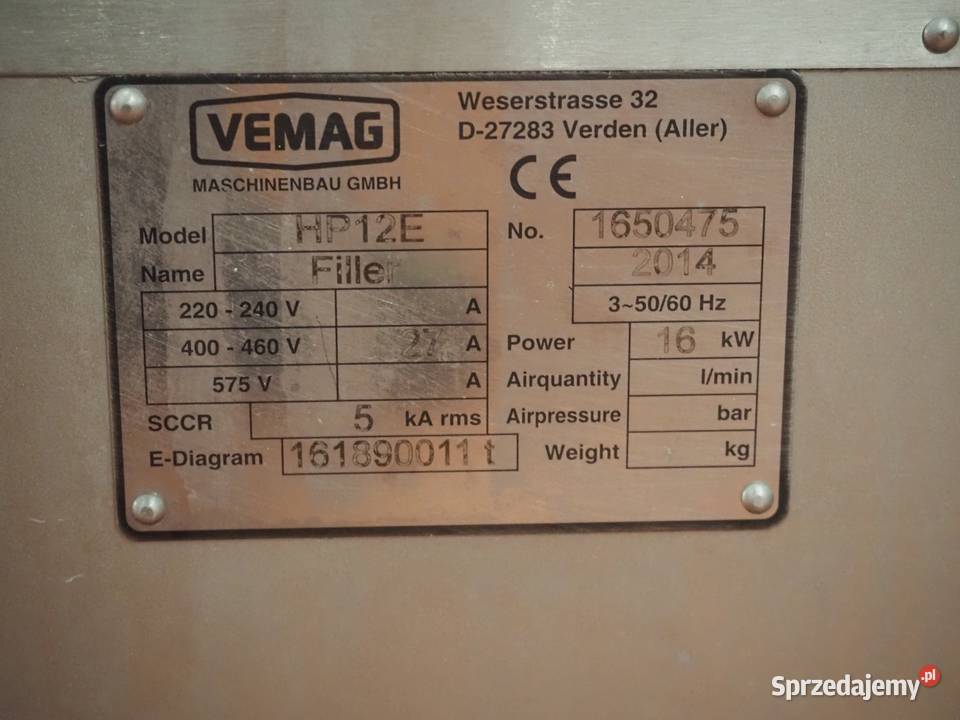 VEMAG
MASCHINENBAU GMBH
Weserstrasse 32
D-27283 Verden (Aller)
CE
Model HP12E
Name Filler
220 - 240 V A
400 - 460 V 27 A
575 V A
SCCR 5 kA rms
E-Diagram 161890011 t
No. 1650475
2014
3~50/60 Hz
Power 16 kW
Airquantity l/min
Airpressure bar
Weight kg
Sprzedajemy.pl